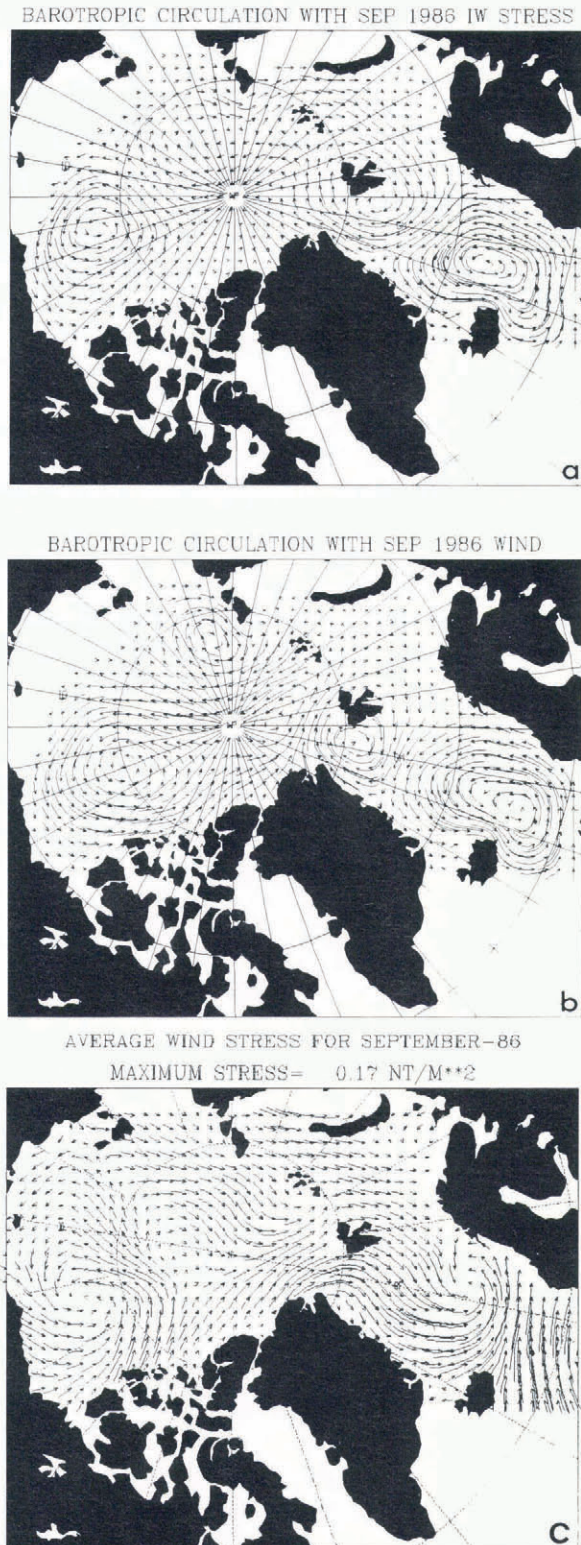 BAROTROPIC CIRCULATION WITH SEP 1986 IW STRESS
a
BAROTROPIC CIRCULATION WITH SEP 1986 WIND
b
AVERAGE WIND STRESS FOR SEPTEMBER-86
MAXIMUM STRESS= 0.17 NT/M**2
C